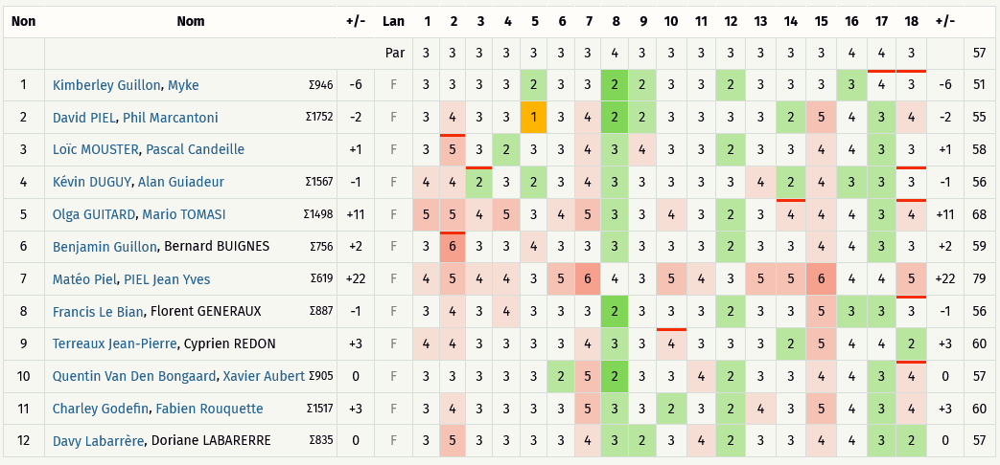 Non Nom +/- Lan 1 2 3 4 5 6 7 8 9 10 11 12 13 14 15 16 17 18 +/-
Par 3 3 3 3 3 3 3 4 3 3 3 3 3 3 3 4 4 3 57
1 Kimberley Guillon, Myke Σ946 -6 F 3 3 3 3 2 3 3 2 2 3 3 2 3 3 3 3 4 3 -6 51
2 David PIEL, Phil Marcantoni Σ1752 -2 F 3 4 3 3 1 3 4 2 2 3 3 3 3 2 5 4 3 4 -2 55
3 Loïc MOUSTER, Pascal Candeille +1 F 3 5 3 2 3 3 4 3 4 3 3 2 3 3 4 4 3 3 +1 58
4 Kévin DUGUY, Alan Guiadeur Σ1567 -1 F 4 4 2 3 2 3 4 3 3 3 3 3 4 2 4 3 3 3 -1 56
5 Olga GUITARD, Mario TOMASI Σ1498 +11 F 5 5 4 5 3 4 5 3 3 4 3 2 3 4 4 4 3 4 +11 68
6 Benjamin Guillon, Bernard BUIGNES Σ756 +2 F 3 6 3 3 4 3 3 3 3 3 3 2 3 3 4 4 3 3 +2 59
7 Matéo Piel, PIEL Jean Yves Σ619 +22 F 4 5 4 4 3 5 6 4 3 5 4 3 5 5 6 4 4 5 +22 79
8 Francis Le Bian, Florent GENERAUX Σ887 -1 F 3 4 3 4 3 3 3 2 3 3 3 2 3 3 5 3 3 3 -1 56
9 Terreaux Jean-Pierre, Cyprien REDON +3 F 4 4 3 3 3 3 4 3 3 4 3 3 3 2 5 4 4 2 +3 60
10 Quentin Van Den Bongaard, Xavier Aubert Σ905 0 F 3 3 3 3 3 2 5 2 3 3 4 2 3 3 4 4 3 4 0 57
11 Charley Godefin, Fabien Rouquette Σ1517 +3 F 3 4 3 3 3 3 5 3 3 2 3 2 4 3 5 4 3 4 +3 60
12 Davy Labarrère, Doriane LABARERRE Σ835 0 F 3 5 3 3 3 3 4 3 2 3 4 2 3 3 4 4 3 2 0 57